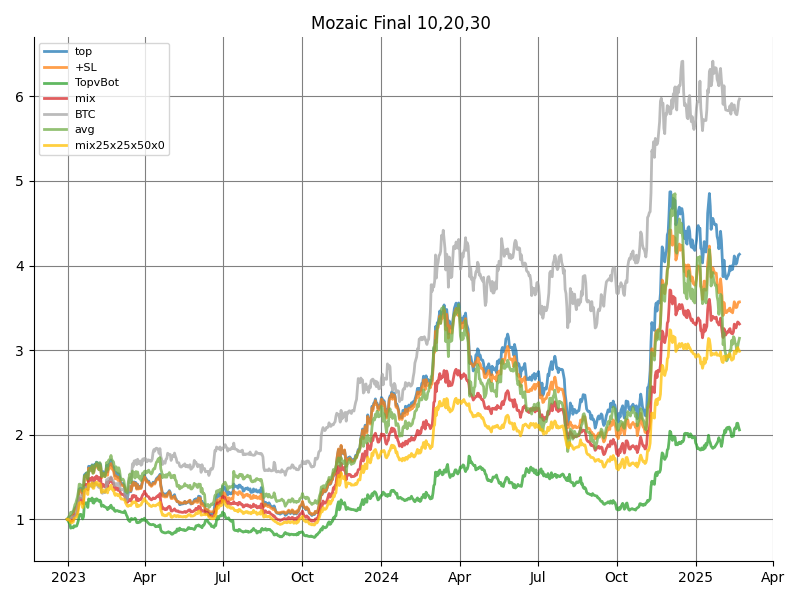 Mozaic Final 10,20,30
top
+SL
TopvBot
mix
BTC
avg
mix25x25x50x0
6
5
4
3
2
1
2023 Apr Jul Oct 2024 Apr Jul Oct 2025 Apr